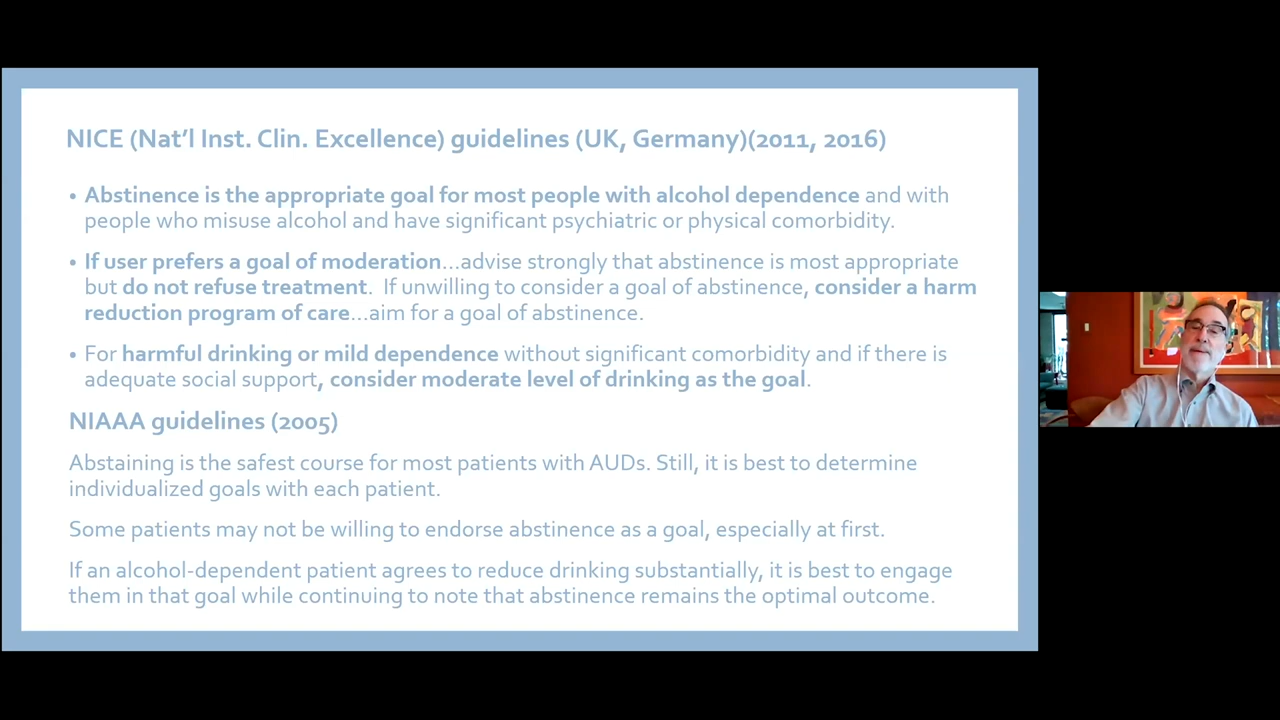 NICE (Nat’l Inst. Clin. Excellence) guidelines (UK, Germany)(2011, 2016)
• Abstinence is the appropriate goal for most people with alcohol dependence and with
people who misuse alcohol and have significant psychiatric or physical comorbidity.
• If user prefers a goal of moderation...advise strongly that abstinence is most appropriate
but do not refuse treatment. If unwilling to consider a goal of abstinence, consider a harm
reduction program of care...aim for a goal of abstinence.
• For harmful drinking or mild dependence without significant comorbidity and if there is
adequate social support, consider moderate level of drinking as the goal.
NIAAA guidelines (2005)
Abstaining is the safest course for most patients with AUDs. Still, it is best to determine
individualized goals with each patient.
Some patients may not be willing to endorse abstinence as a goal, especially at first.
If an alcohol-dependent patient agrees to reduce drinking substantially, it is best to engage
them in that goal while continuing to note that abstinence remains the optimal outcome.